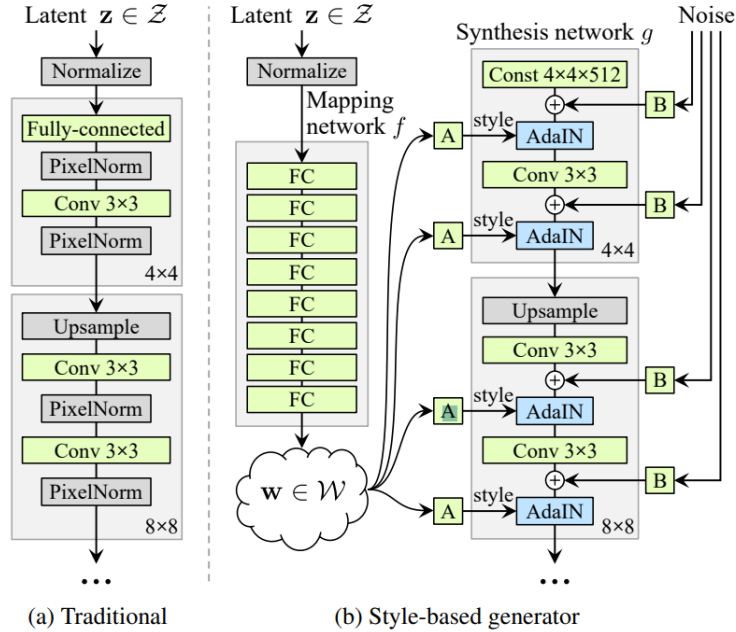 Latent z ∈ Z
Normalize
Fully-connected
PixelNorm
Conv 3×3
PixelNorm
4×4
Upsample
Conv 3×3
PixelNorm
Conv 3×3
PixelNorm
8×8
...
(a) Traditional
Latent z ∈ Z
Normalize
Mapping
network f
FC
FC
FC
FC
FC
FC
FC
FC
w ∈ W
Synthesis network g
Noise
Const 4×4×512
B
A
style
AdaIN
Conv 3×3
B
A
style
AdaIN
4×4
Upsample
Conv 3×3
B
A
style
AdaIN
Conv 3×3
B
A
style
AdaIN
8×8
...
(b) Style-based generator